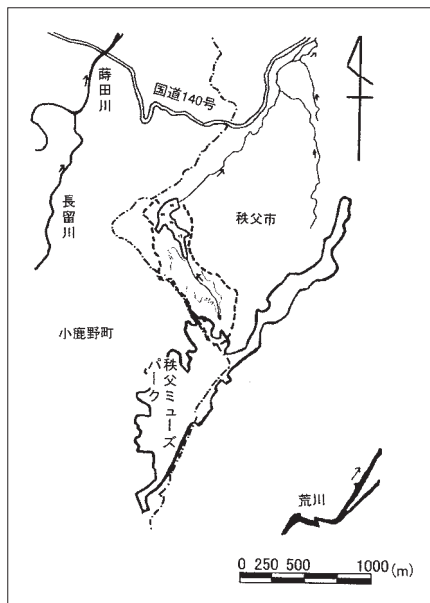 蒔田川
国道140号
長留川
秩父市
小鹿野町
秩父ミューズ
パーク
荒川
0 250 500 1000(m)